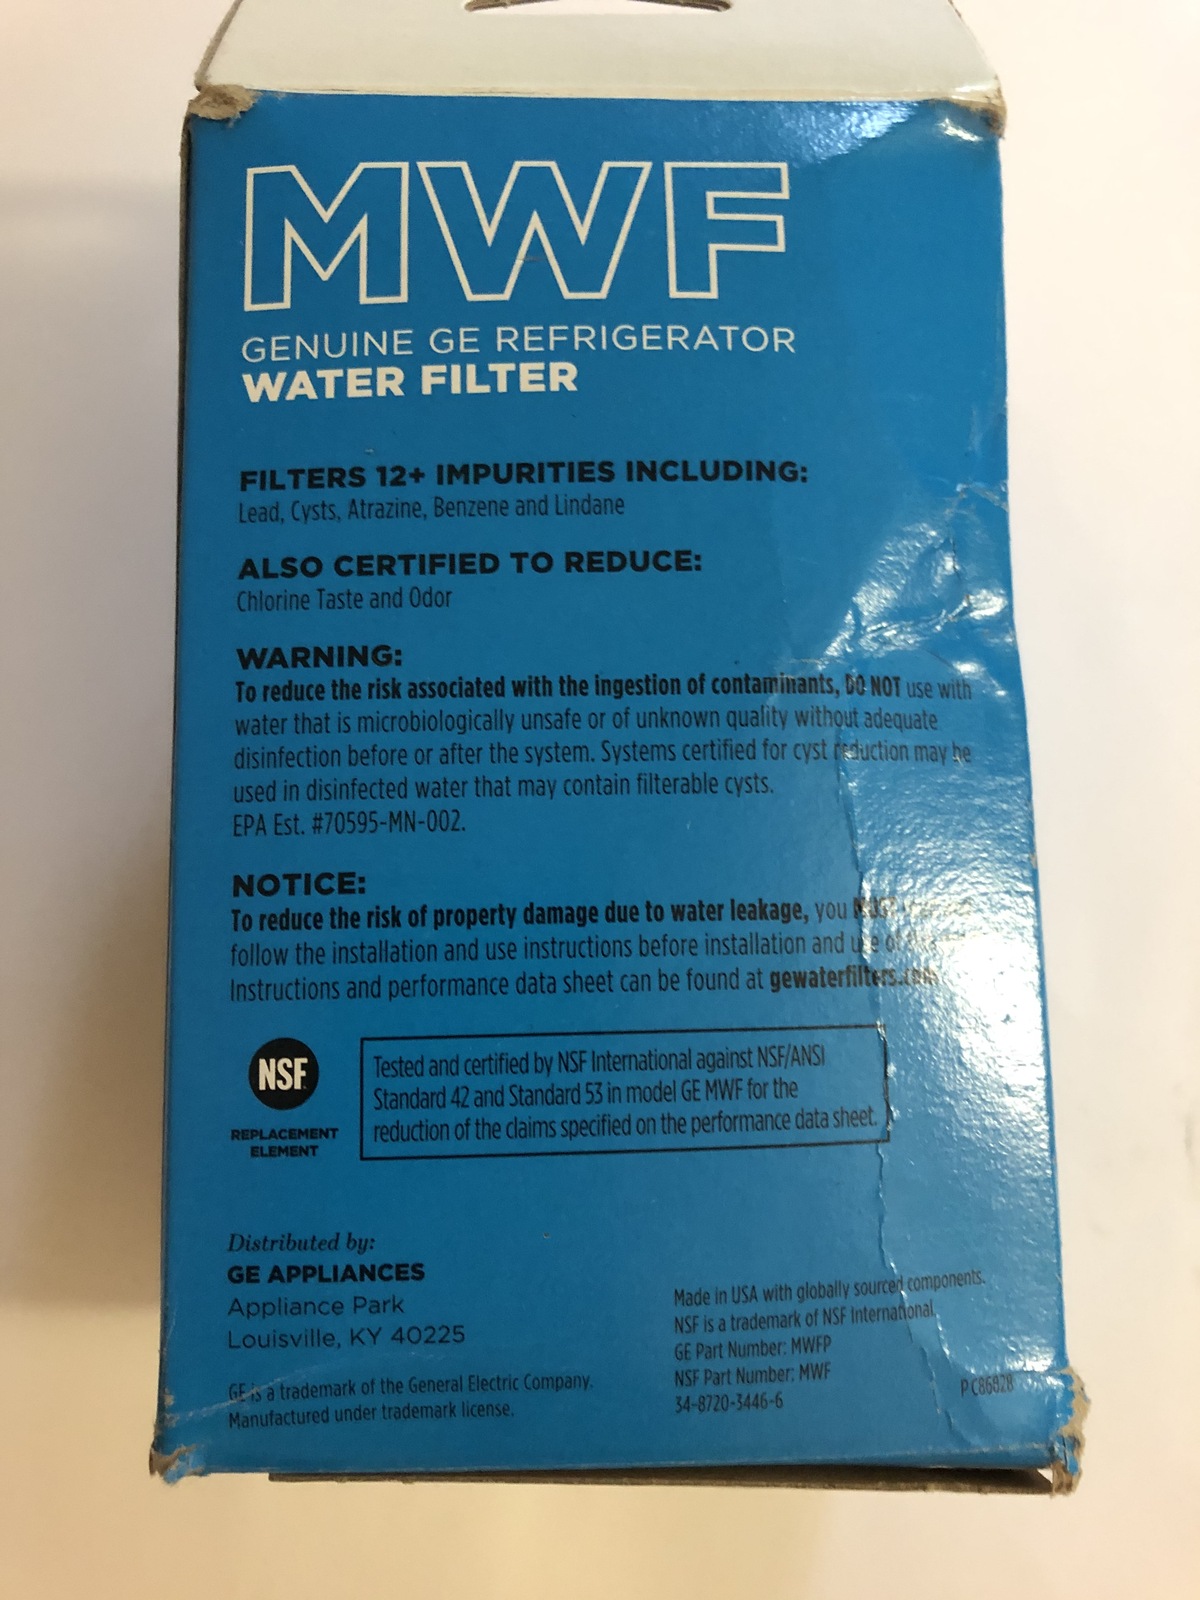 MWF
GENUINE GE REFRIGERATOR
WATER FILTER
FILTERS 12+ IMPURITIES INCLUDING:
Lead, Cysts, Atrazine, Benzene and Lindane
ALSO CERTIFIED TO REDUCE:
Chlorine Taste and Odor
WARNING:
To reduce the risk associated with the ingestion of contaminants, DO NOT use with
water that is microbiologically unsafe or of unknown quality without adequate
disinfection before or after the system. Systems certified for cyst reduction may be
used in disinfected water that may contain filterable cysts.
EPA Est. #70595-MN-002.
NOTICE:
To reduce the risk of property damage due to water leakage, you MUST
follow the installation and use instructions before installation and use of
Instructions and performance data sheet can be found at gewaterfilters.com
NSF
REPLACEMENT
ELEMENT
Tested and certified by NSF International against NSF/ANSI
Standard 42 and Standard 53 in model GE MWF for the
reduction of the claims specified on the performance data sheet.
Distributed by:
GE APPLIANCES
Appliance Park
Louisville, KY 40225
GE is a trademark of the General Electric Company.
Manufactured under trademark license.
Made in USA with globally sourced components.
NSF is a trademark of NSF International.
GE Part Number: MWFP
NSF Part Number: MWF
34-8720-3446-6
PC86928